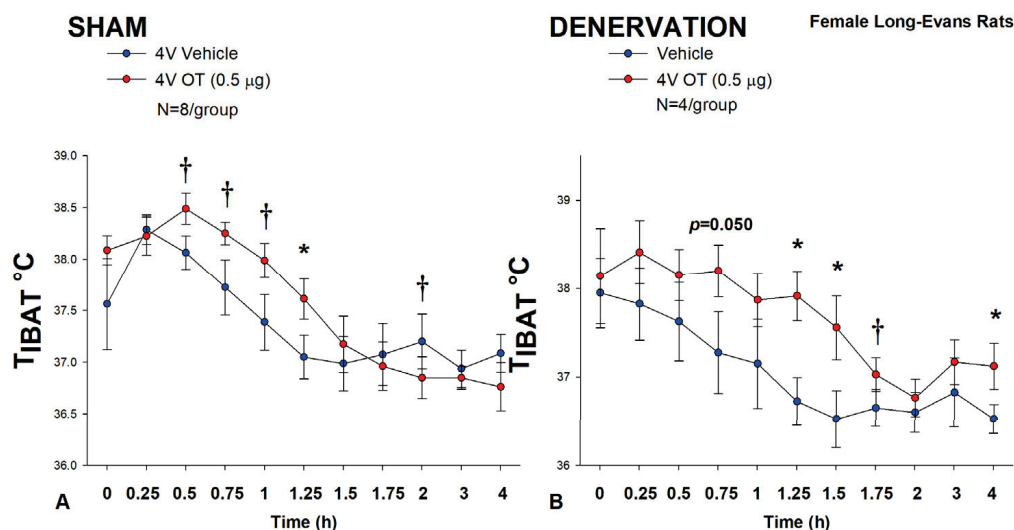 SHAM
4V Vehicle
4V OT (0.5 μg)
N=8/group
DENERVATION
Vehicle
4V OT (0.5 μg)
N=4/group
Female Long-Evans Rats
TIBAT °C
39.0
38.5
38.0
37.5
37.0
36.5
36.0
† † † * †
0 0.25 0.5 0.75 1 1.25 1.5 1.75 2 3 4
Time (h)
A
TIBAT °C
39
38
37
36
p=0.050
* * † *
0 0.25 0.5 0.75 1 1.25 1.5 1.75 2 3 4
Time (h)
B